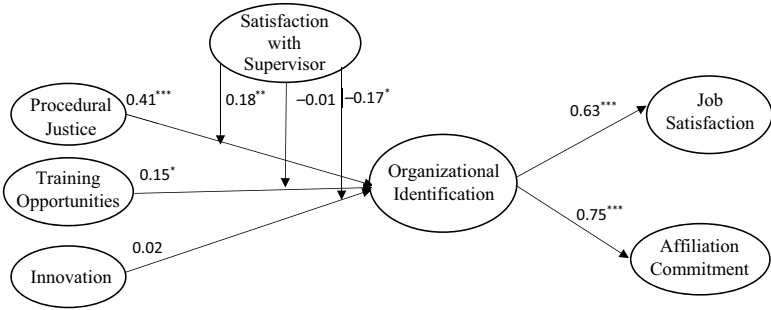 Satisfaction
with
Supervisor
0.41***
0.18**
–0.01
–0.17*
Procedural
Justice
0.63***
Job
Satisfaction
Training
Opportunities
0.15*
Organizational
Identification
0.75***
Affiliation
Commitment
Innovation
0.02